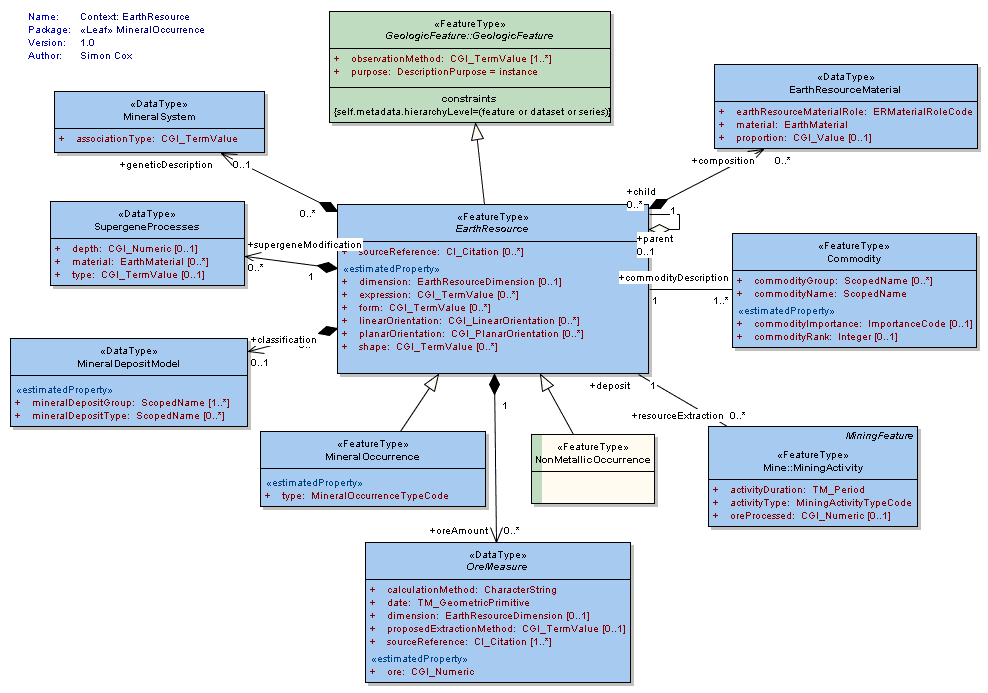 Name: Context: EarthResource
Package: «Leaf» MineralOccurrence
Version: 1.0
Author: Simon Cox
«FeatureType»
GeologicFeature::GeologicFeature
+ observationMethod: CGI_TermValue [1..*]
+ purpose: DescriptionPurpose = instance
constraints
{self.metadata.hierarchyLevel=(feature or dataset or series)}
«DataType»
MineralSystem
+ associationType: CGI_TermValue
+geneticDescription 0..1
0..*
«DataType»
EarthResourceMaterial
+ earthResourceMaterialRole: ERMaterialRoleCode
+ material: EarthMaterial
+ proportion: CGI_Value [0..1]
+composition 0..*
1
+child
0..*
+parent
0..1
«DataType»
SupergeneProcesses
+ depth: CGI_Numeric [0..1]
+ material: EarthMaterial [0..*]
+ type: CGI_TermValue [0..1]
+supergeneModification
0..*
1
«FeatureType»
EarthResource
+ sourceReference: CI_Citation [0..*]
«estimatedProperty»
+ dimension: EarthResourceDimension [0..1]
+ expression: CGI_TermValue [0..*]
+ form: CGI_TermValue [0..*]
+ linearOrientation: CGI_LinearOrientation [0..*]
+ planarOrientation: CGI_PlanarOrientation [0..*]
+ shape: CGI_TermValue [0..*]
+commodityDescription
1 1..*
«FeatureType»
Commodity
+ commodityGroup: ScopedName [0..*]
+ commodityName: ScopedName
«estimatedProperty»
+ commodityImportance: ImportanceCode [0..1]
+ commodityRank: Integer [0..1]
+classification
0..1
«DataType»
MineralDepositModel
«estimatedProperty»
+ mineralDepositGroup: ScopedName [1..*]
+ mineralDepositType: ScopedName [0..*]
+deposit 1
+resourceExtraction 0..*
MiningFeature
«FeatureType»
Mine::MiningActivity
+ activityDuration: TM_Period
+ activityType: MiningActivityTypeCode
+ oreProcessed: CGI_Numeric [0..1]
«FeatureType»
MineralOccurrence
«estimatedProperty»
+ type: MineralOccurrenceTypeCode
«FeatureType»
NonMetallicOccurrence
1
+oreAmount 0..*
«DataType»
OreMeasure
+ calculationMethod: CharacterString
+ date: TM_GeometricPrimitive
+ dimension: EarthResourceDimension [0..1]
+ proposedExtractionMethod: CGI_TermValue [0..1]
+ sourceReference: CI_Citation [1..*]
«estimatedProperty»
+ ore: CGI_Numeric